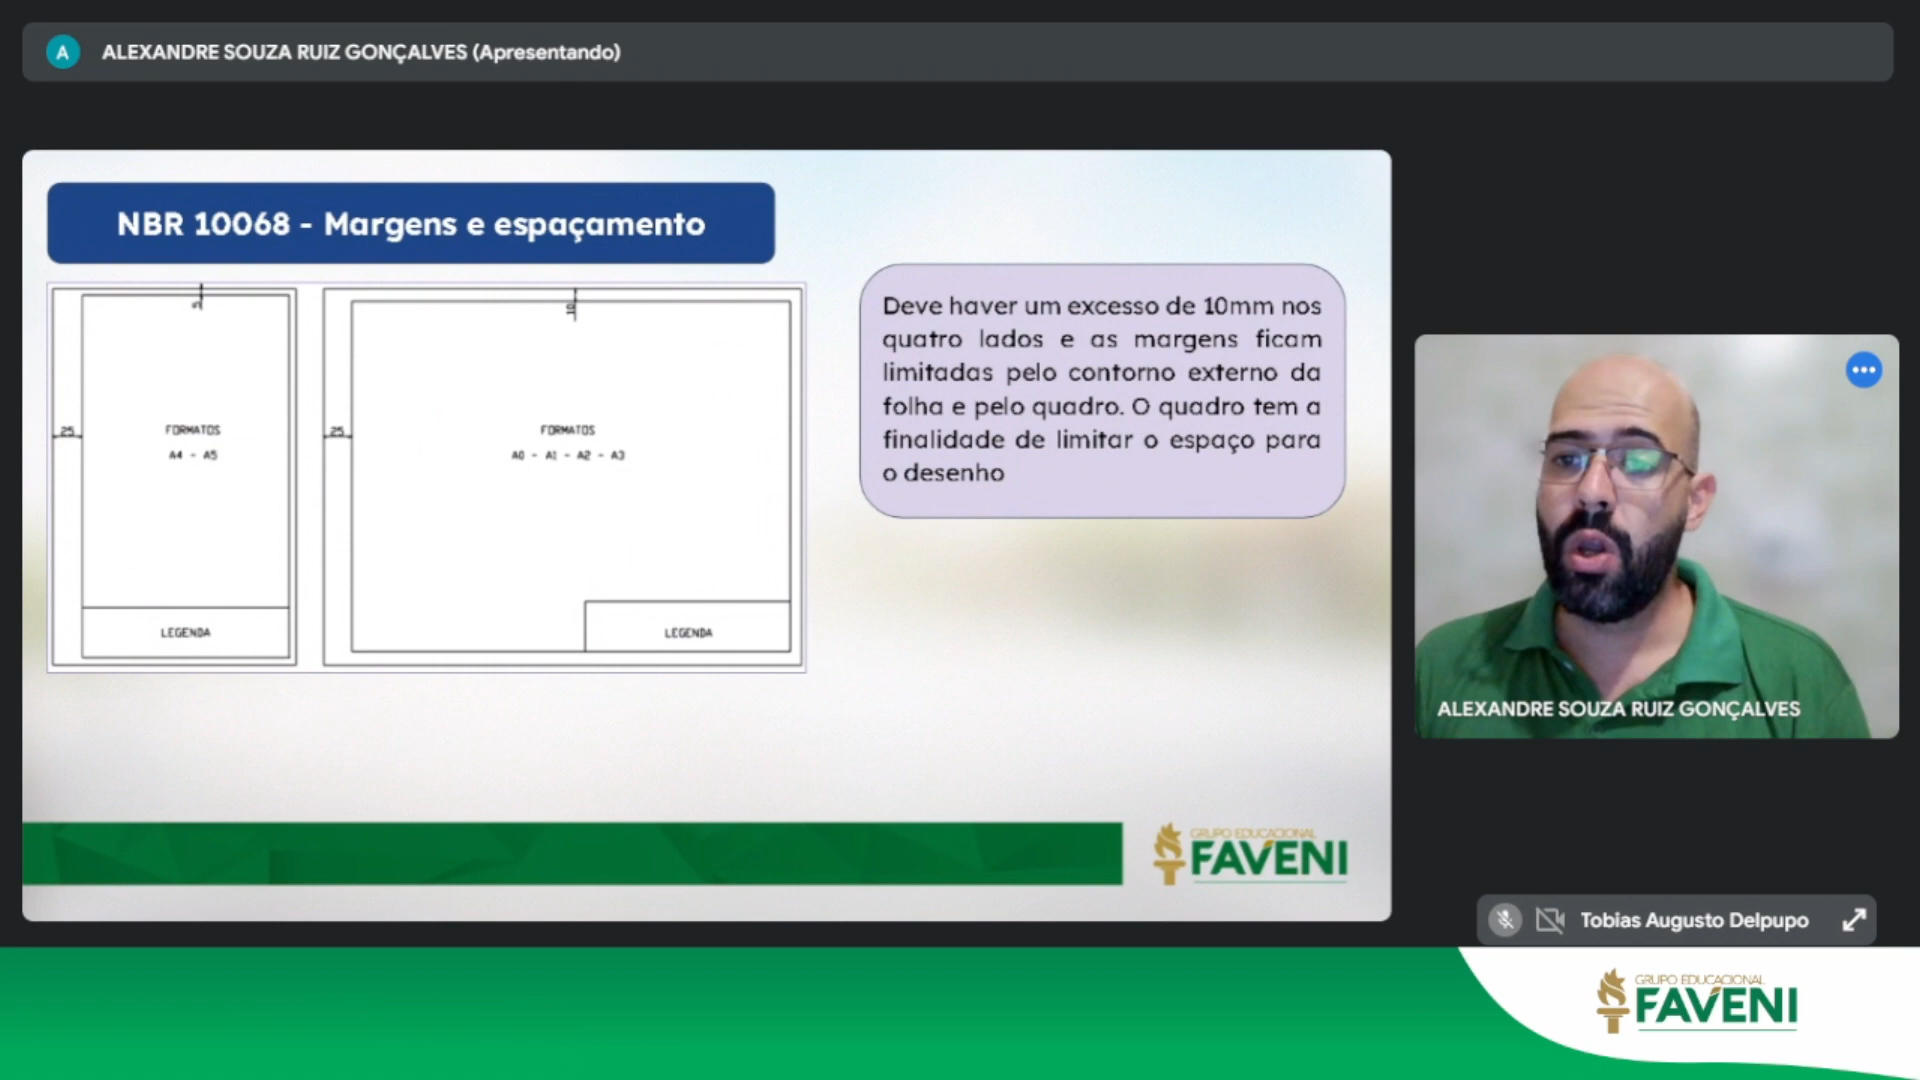 A
ALEXANDRE SOUZA RUIZ GONÇALVES (Apresentando)
NBR 10068 - Margens e espaçamento
5
25
FORMATOS
A4 - A5
LEGENDA
10
25
FORMATOS
A0 - A1 - A2 - A3
LEGENDA
Deve haver um excesso de 10mm nos
quatro lados e as margens ficam
limitadas pelo contorno externo da
folha e pelo quadro. O quadro tem a
finalidade de limitar o espaço para
o desenho
GRUPO EDUCACIONAL
FAVENI
ALEXANDRE SOUZA RUIZ GONÇALVES
Tobias Augusto Delpupo
GRUPO EDUCACIONAL
FAVENI